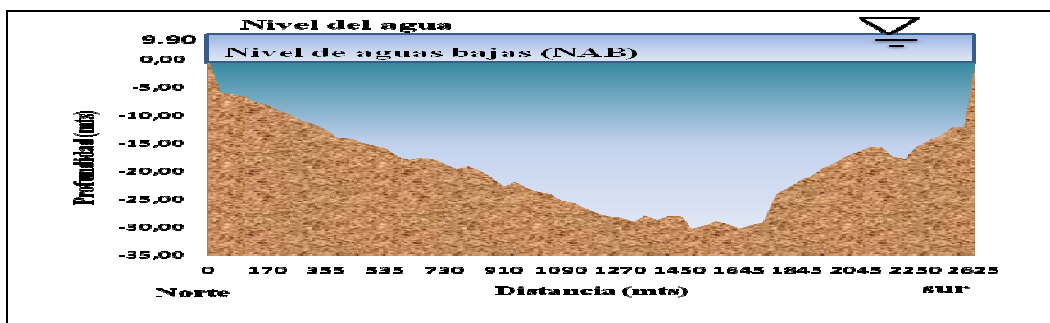 Nivel del agua
9.90
Nivel de aguas bajas (NAB)
0,00
-5,00
-10,00
-15,00
-20,00
-25,00
-30,00
-35,00
Profundidad (mts)
0 170 355 535 730 910 1090 1270 1450 1645 1845 2045 2250 2625
Norte Distancia (mts) sur